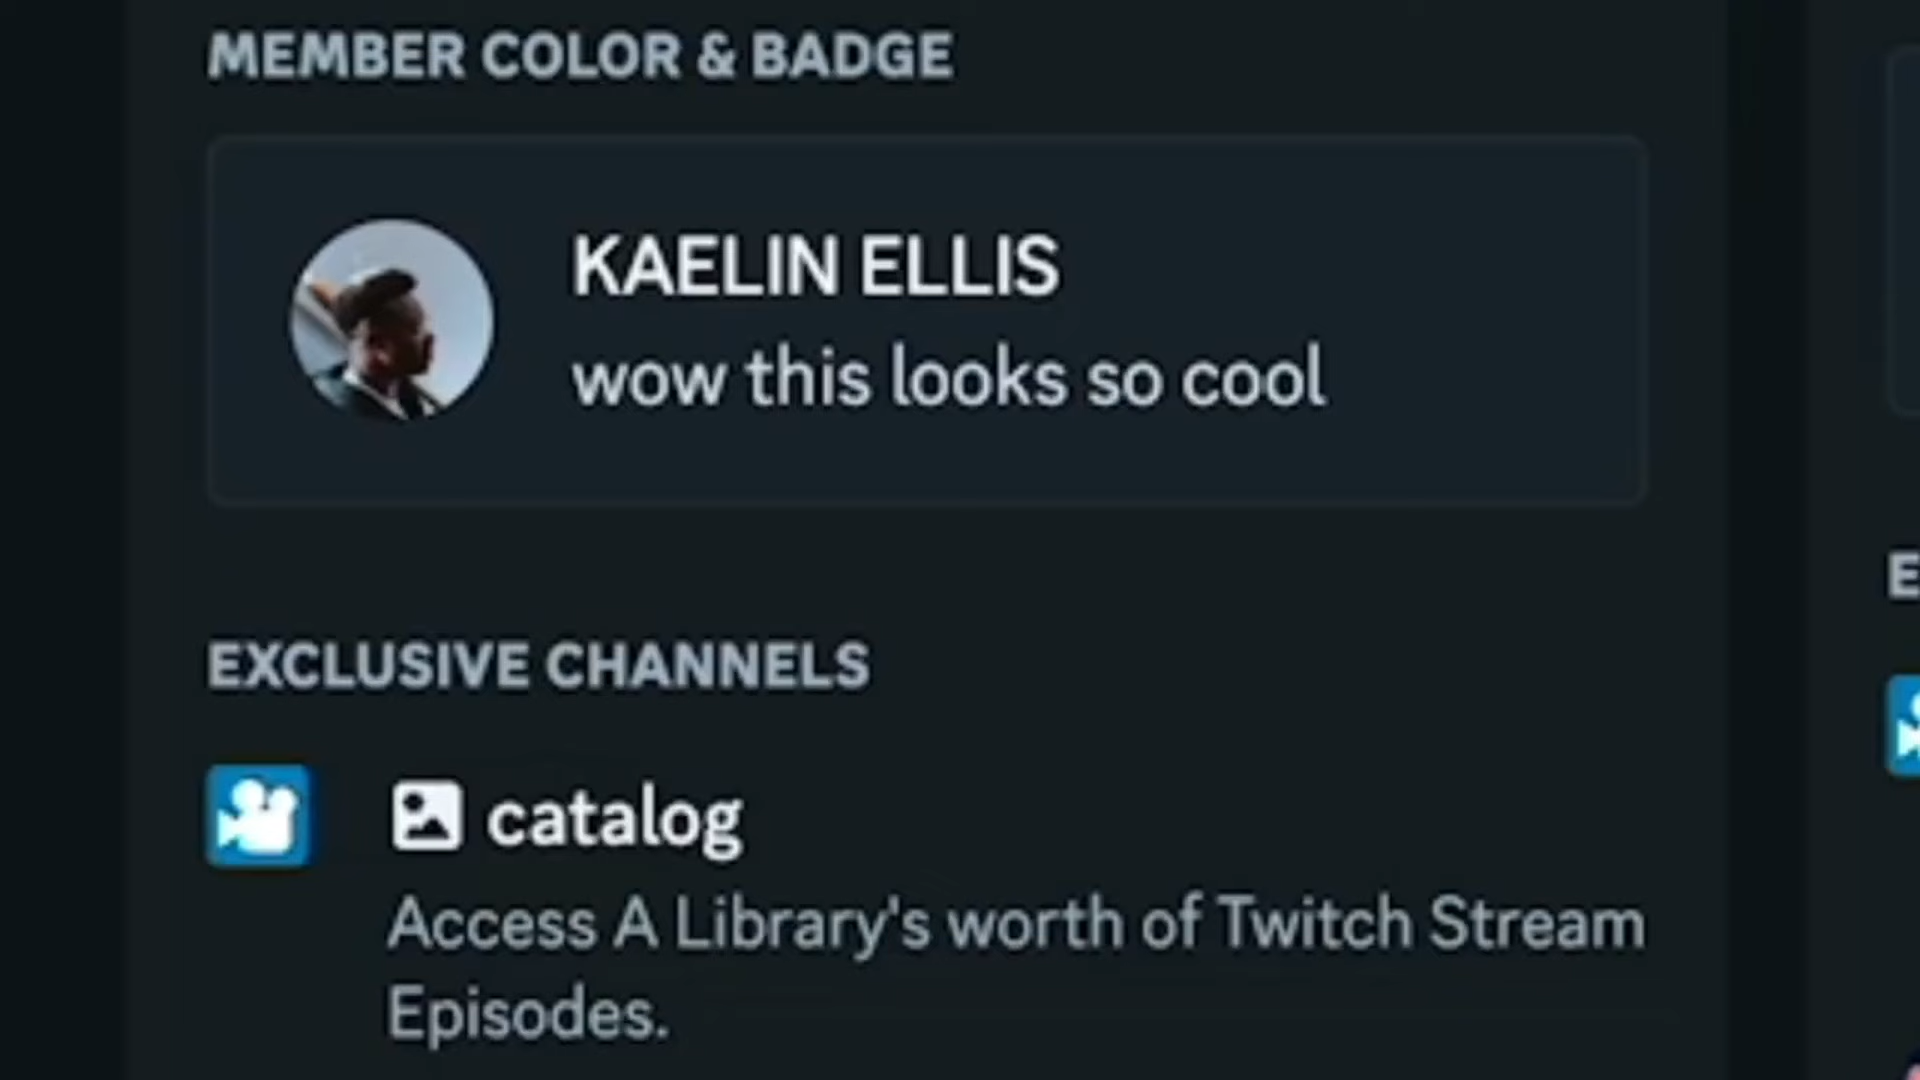 MEMBER COLOR & BADGE
KAELIN ELLIS
wow this looks so cool
EXCLUSIVE CHANNELS
E
catalog
Access A Library's worth of Twitch Stream
Episodes.